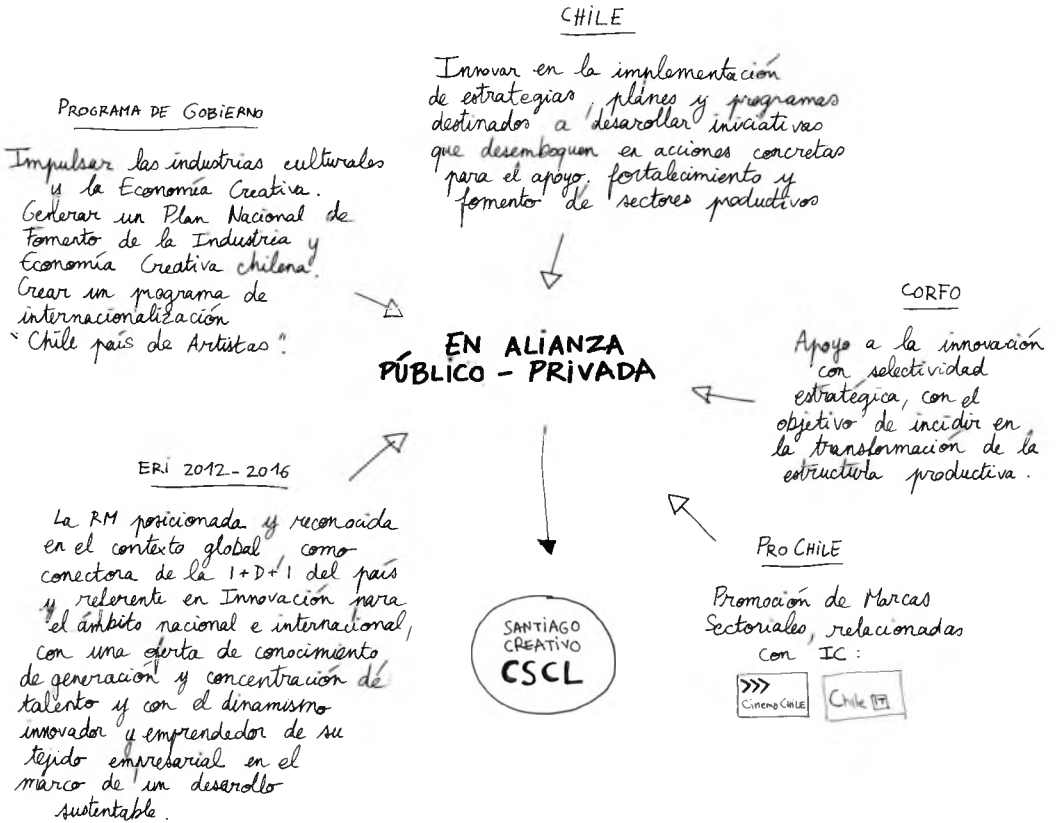 CHILE
Innovar en la implementación
de estrategias, planes y programas
destinados a desarollar iniciativas
que desemboquen en acciones concretas
para el apoyo, fortalecimiento y
fomento de sectores productivos
PROGRAMA DE GOBIERNO
Impulsar las industrias culturales
y la Economía Creativa.
Generar un Plan Nacional de
Fomento de la Industria y
Economía Creativa chilena.
Crear un programa de
internacionalización
"Chile país de Artistas".
EN ALIANZA
PÚBLICO - PRIVADA
CORFO
Apoyo a la innovación
con selectividad
estratégica, con el
objetivo de incidir en
la transformación de la
estructura productiva.
ERI 2012-2016
La RM posicionada y reconocida
en el contexto global, como
conectora de la I+D+I del país
y referente en Innovación para
el ámbito nacional e internacional,
con una oferta de conocimiento
de generación y concentración de
talento y con el dinamismo
innovador y emprendedor de su
tejido empresarial en el
marco de un desarollo
sustentable.
PROCHILE
Promoción de Marcas
Sectoriales, relacionadas
con IC:
>>>
Cinema CHILE
Chile IT
SANTIAGO
CREATIVO
CSCL